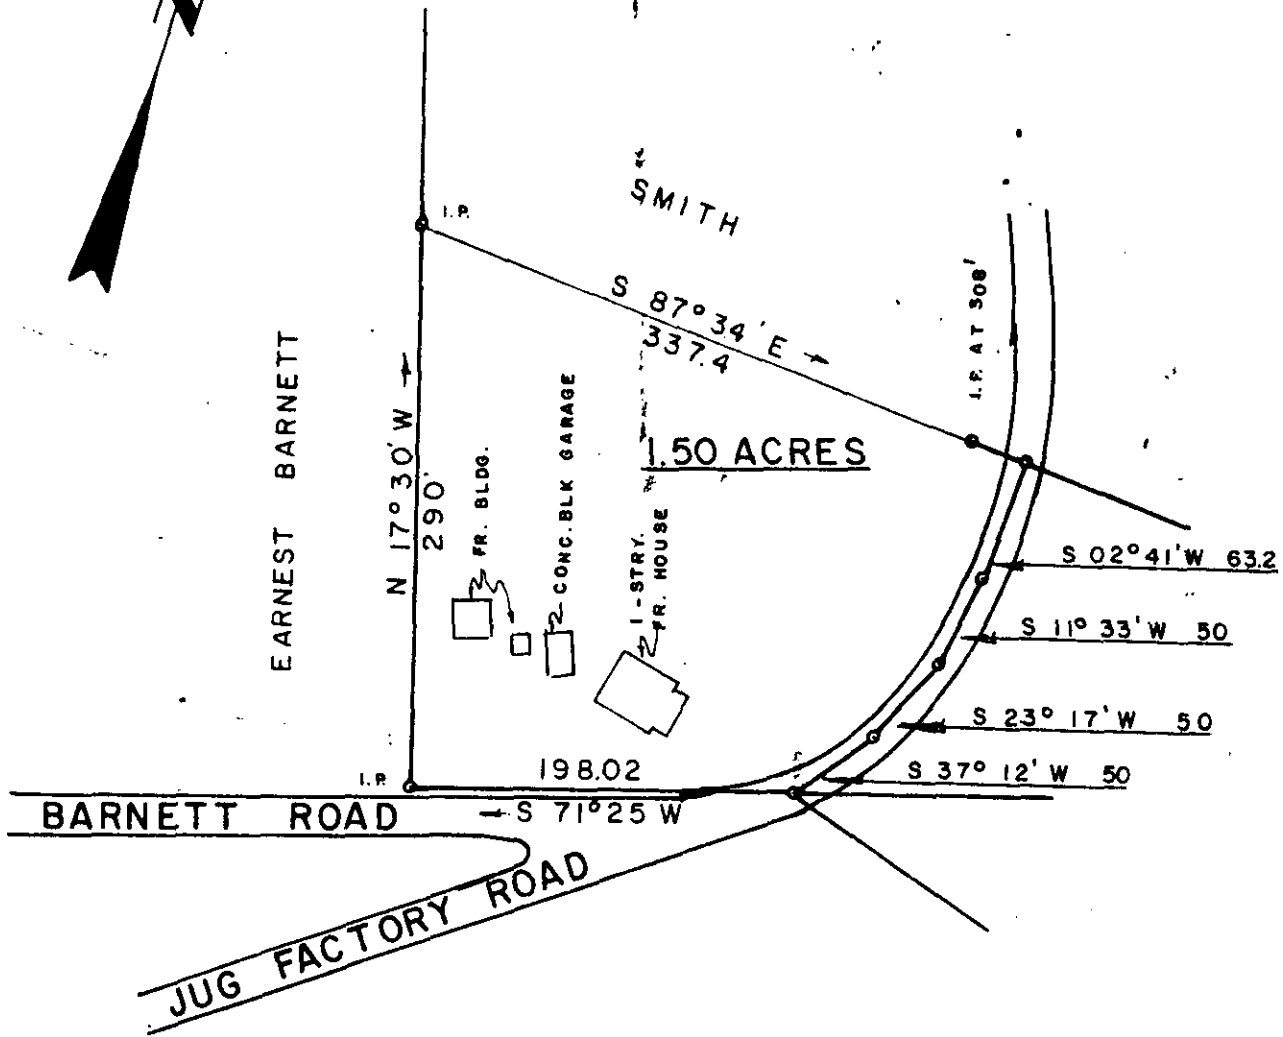 I.P.
SMITH
S 87° 34' E
337.4
I.P. AT 308'
EARNEST BARNETT
N 17° 30' W
290'
FR. BLDG.
CONC. BLK GARAGE
1-STRY.
FR. HOUSE
1.50 ACRES
S 02° 41' W 63.2
S 11° 33' W 50
S 23° 17' W 50
S 37° 12' W 50
I.P.
198.02
S 71° 25 W
BARNETT ROAD
JUG FACTORY ROAD